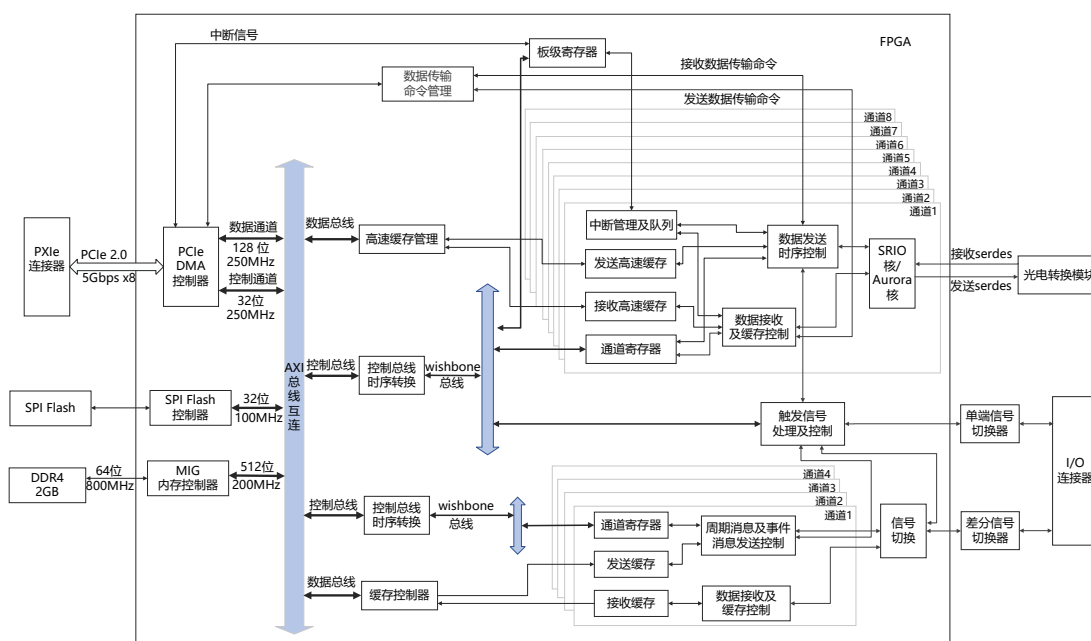 中断信号
板级寄存器
FPGA
数据传输
命令管理
接收数据传输命令
发送数据传输命令
通道8
通道7
通道6
通道5
通道4
通道3
通道2
通道1
PXIe
连接器
PCIe 2.0
5Gbps x8
PCIe
DMA
控制器
数据通道
128 位
250MHz
控制通道
32位
250MHz
数据总线
高速缓存管理
中断管理及队列
发送高速缓存
接收高速缓存
通道寄存器
数据发送
时序控制
数据接收
及缓存控制
SRIO
核/
Aurora
核
接收serdes
发送serdes
光电转换模块
AXI
总
线
互
连
控制总线
控制总线
时序转换
wishbone
总线
SPI Flash
SPI Flash
控制器
32位
100MHz
触发信号
处理及控制
单端信号
切换器
I/O
连接器
DDR4
2GB
64位
800MHz
MIG
内存控制器
512位
200MHz
通道4
通道3
通道2
通道1
控制总线
控制总线
时序转换
wishbone
总线
通道寄存器
周期消息及事件
消息发送控制
信号
切换
差分信号
切换器
发送缓存
数据总线
缓存控制器
接收缓存
数据接收及
缓存控制